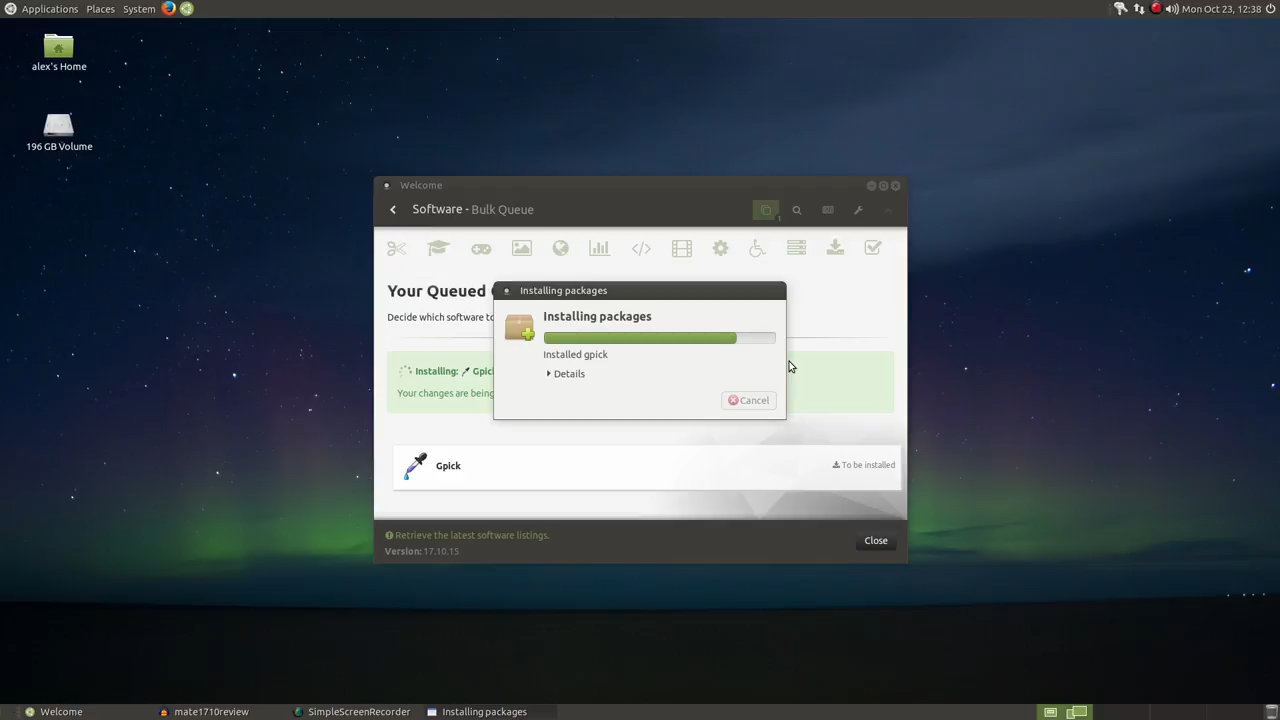 Applications Places System
Mon Oct 23, 12:38
alex's Home
196 GB Volume
Welcome
Software - Bulk Queue
1
Your Queued
Decide which software to
Installing packages
Installing packages
Installed gpick
Details
Cancel
Installing: Gpick
Your changes are being
Gpick
To be installed
Retrieve the latest software listings.
Version: 17.10.15
Close
Welcome
mate1710review
SimpleScreenRecorder
Installing packages